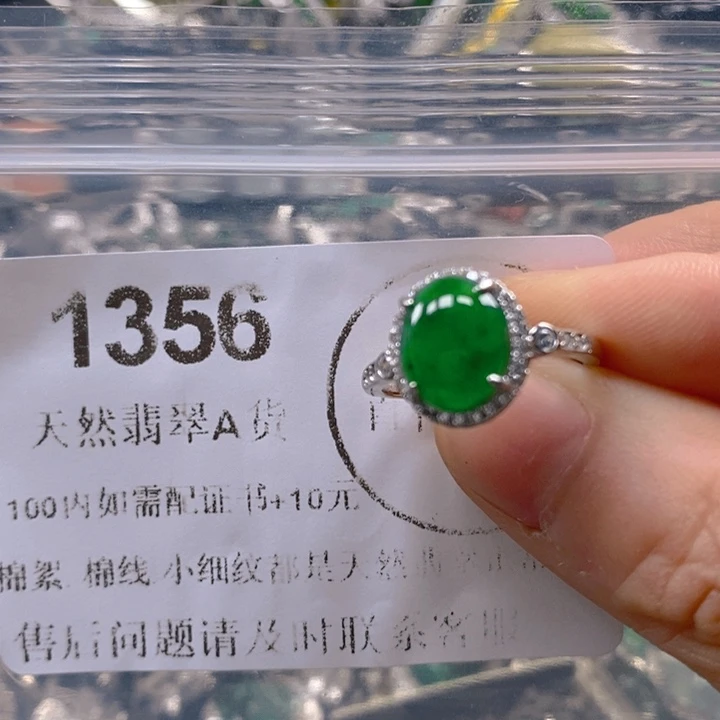 1356
天然翡翠A货
100内如需配证书+10元
棉絮 棉线 小细纹都是天然
售后问题请及时联系客服